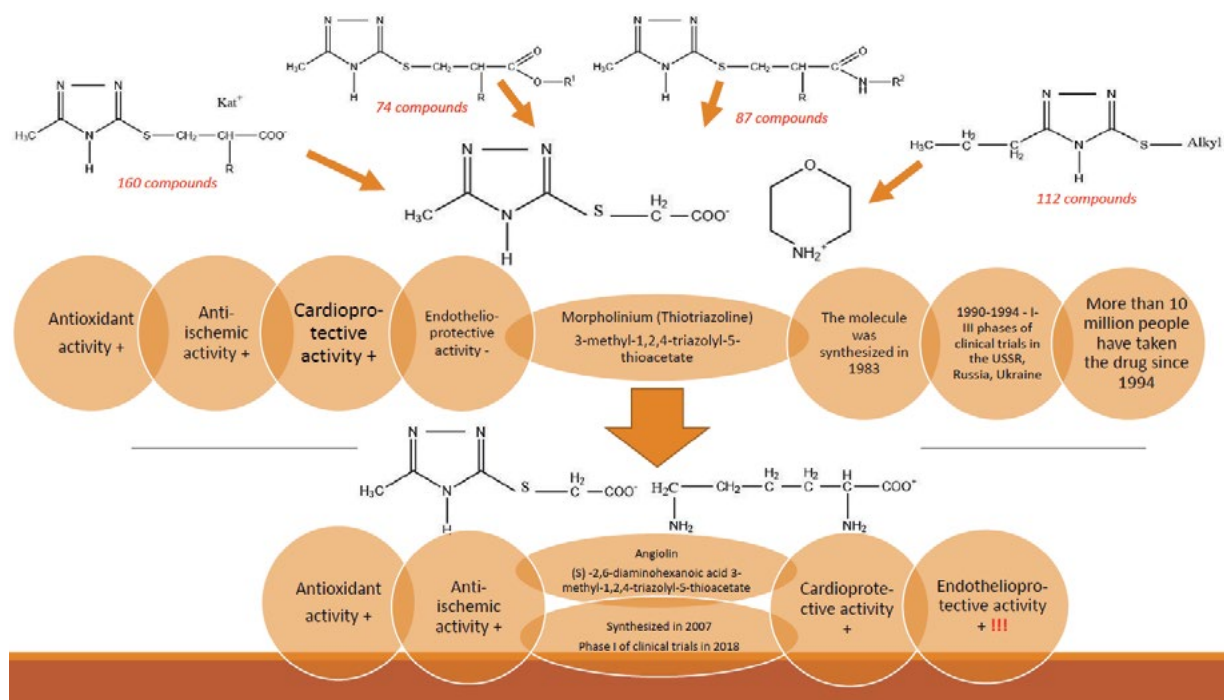 N
N
H₃C
N
H
S
CH₂
CH
R
C
O
O—R¹
74 compounds
N
N
H₃C
N
H
S
CH₂
CH
R
C
O
N
H
R²
87 compounds
N
N
H₃C
N
H
S
CH₂
CH
R
COO⁻
Kat⁺
160 compounds
H₃C
H₂
C
C
H₂
N
N
N
H
S
Alkyl
112 compounds
N
N
H₃C
N
H
S
H₂
C
COO⁻
O
NH₂⁺
Antioxidant
activity +
Anti-
ischemic
activity +
Cardiopro-
tective
activity +
Endothelio-
protective
activity -
Morpholinium (Thiotriazoline)
3-methyl-1,2,4-triazolyl-5-
thioacetate
The molecule
was
synthesized in
1983
1990-1994 - I-
III phases of
clinical trials in
the USSR,
Russia, Ukraine
More than 10
million people
have taken
the drug since
1994
N
N
H₃C
N
H
S
H₂
C
COO⁻
H₂C
NH₂
CH₂
H₂
C
H₂
C
H
C
NH₂
COO⁻
Antioxidant
activity +
Anti-
ischemic
activity +
Angiolin
(S) -2,6-diaminohexanoic acid 3-
methyl-1,2,4-triazolyl-5-thioacetate
Synthesized in 2007
Phase I of clinical trials in 2018
Cardioprote-
ctive activity
+
Endotheliopro-
tective activity
+ !!!